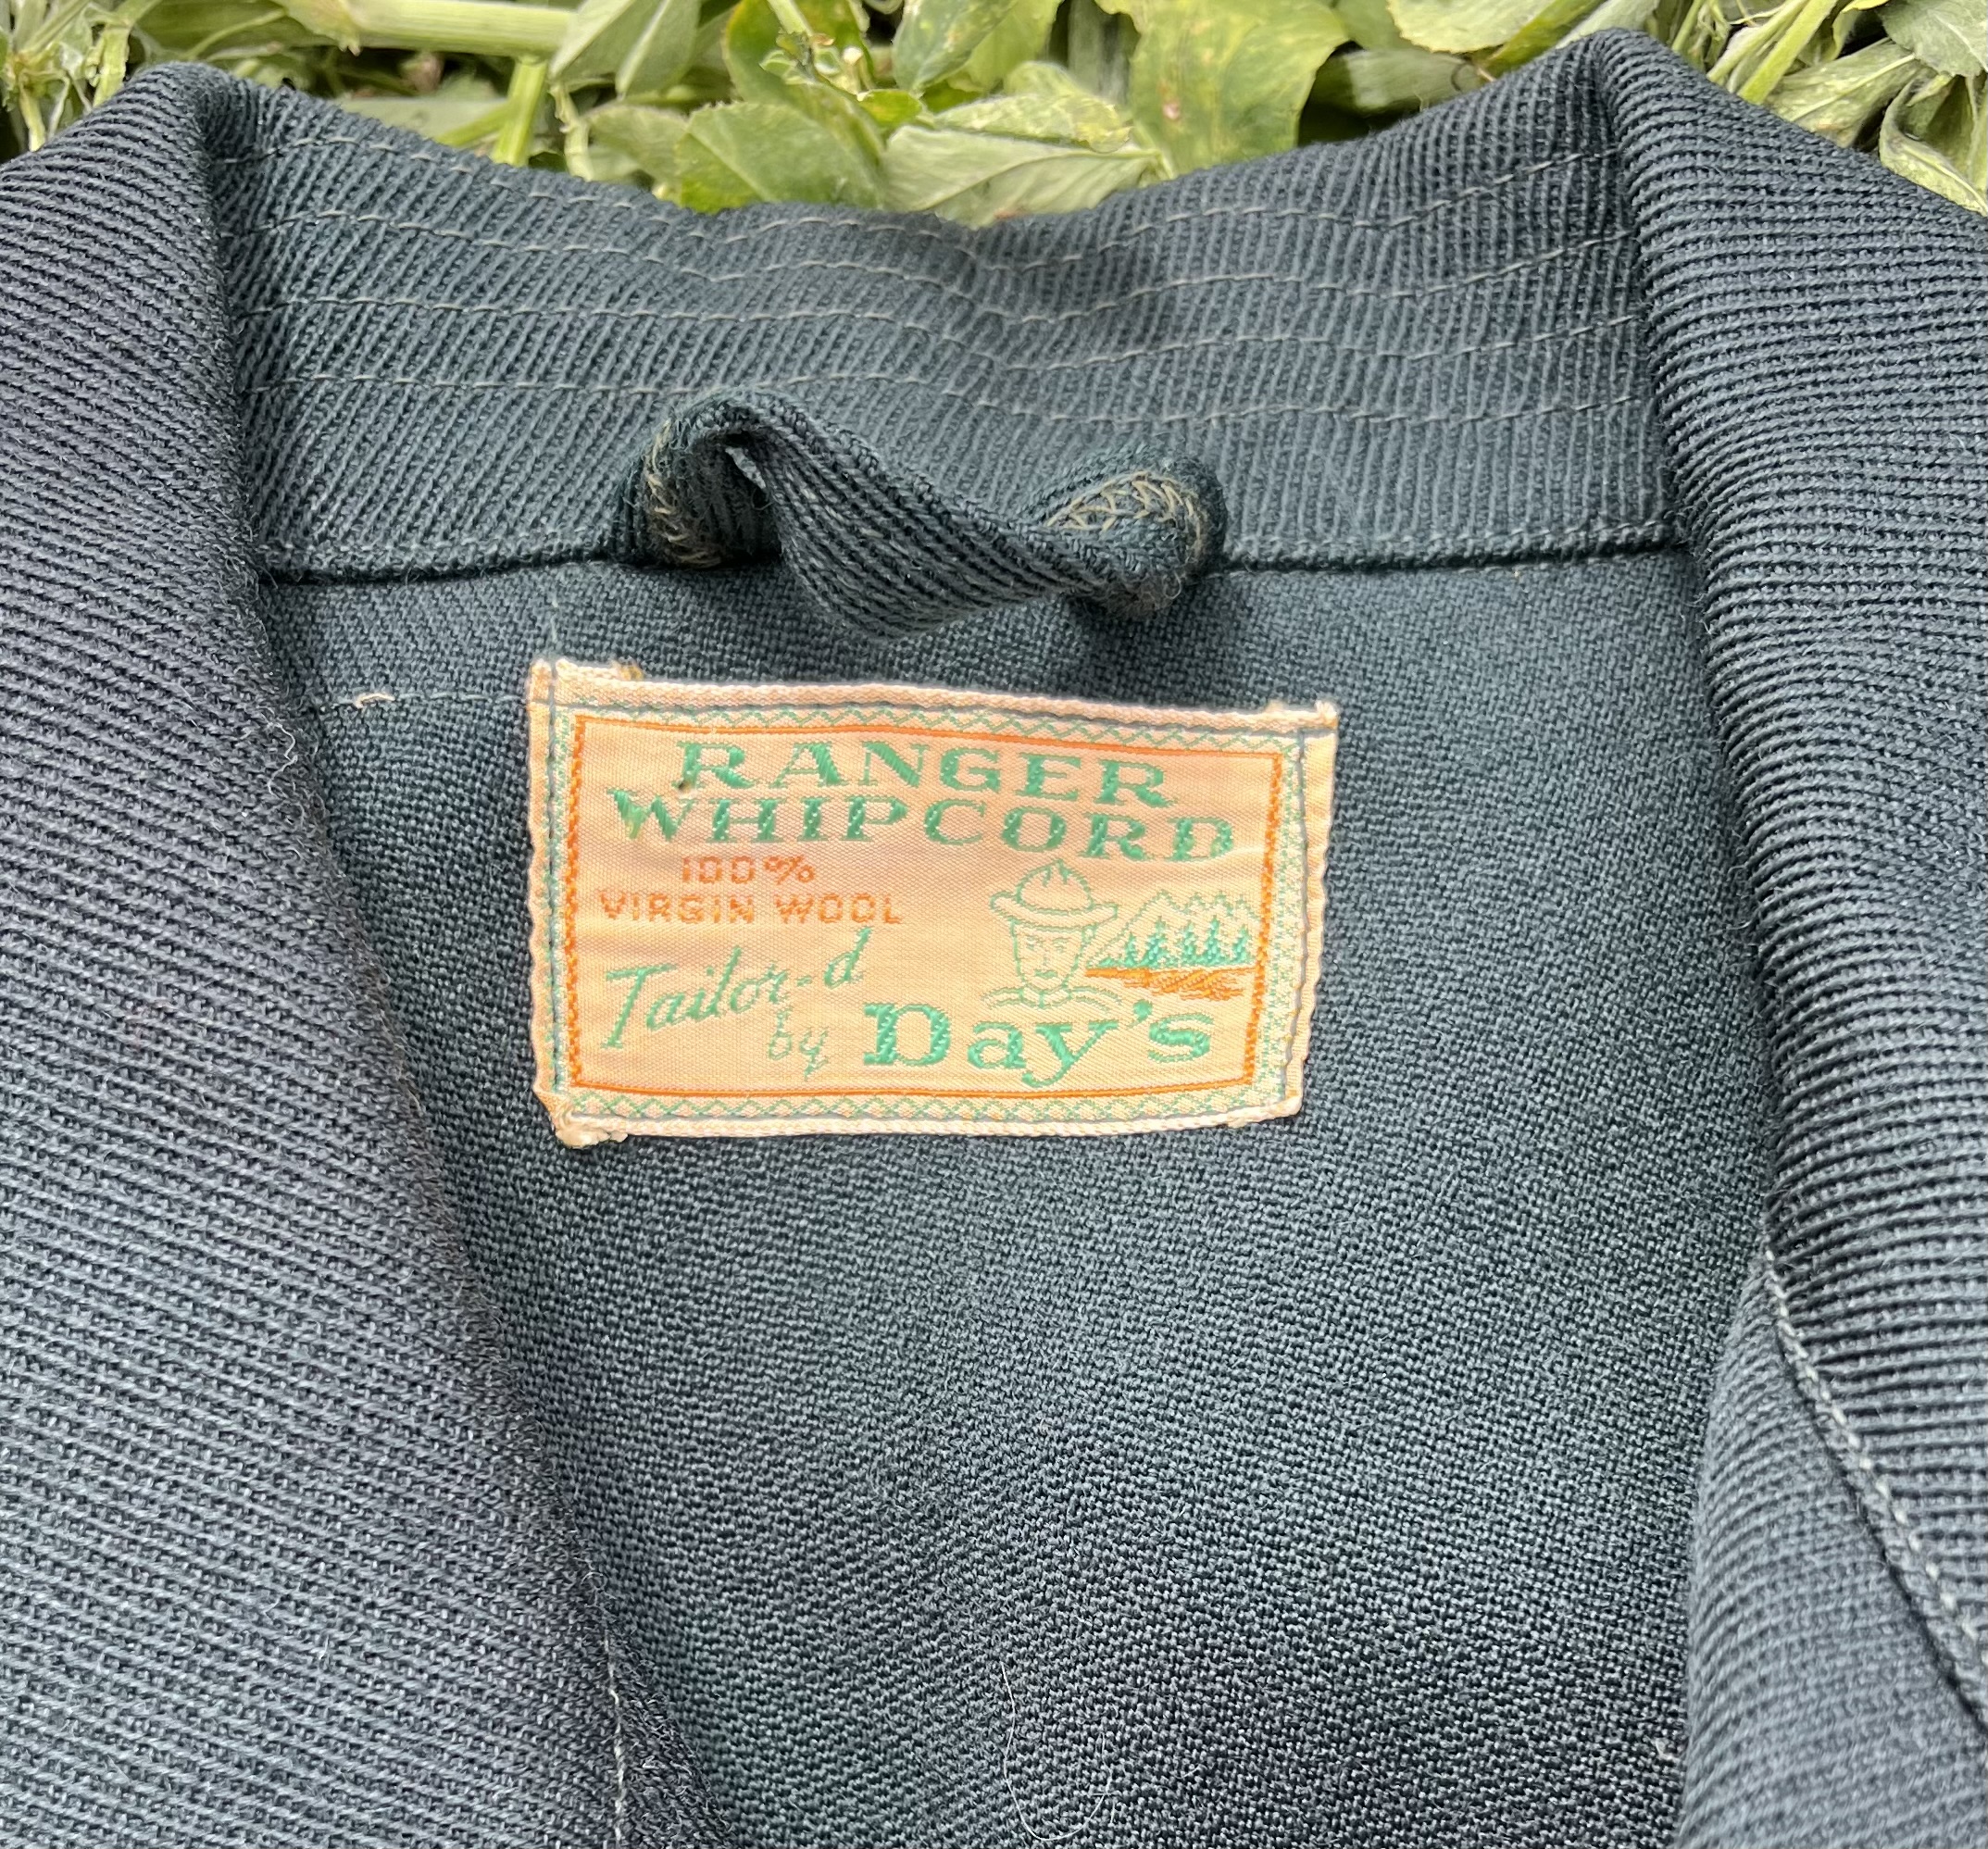 RANGER
WHIPCORD
100%
VIRGIN WOOL
Tailor-d
by Day's